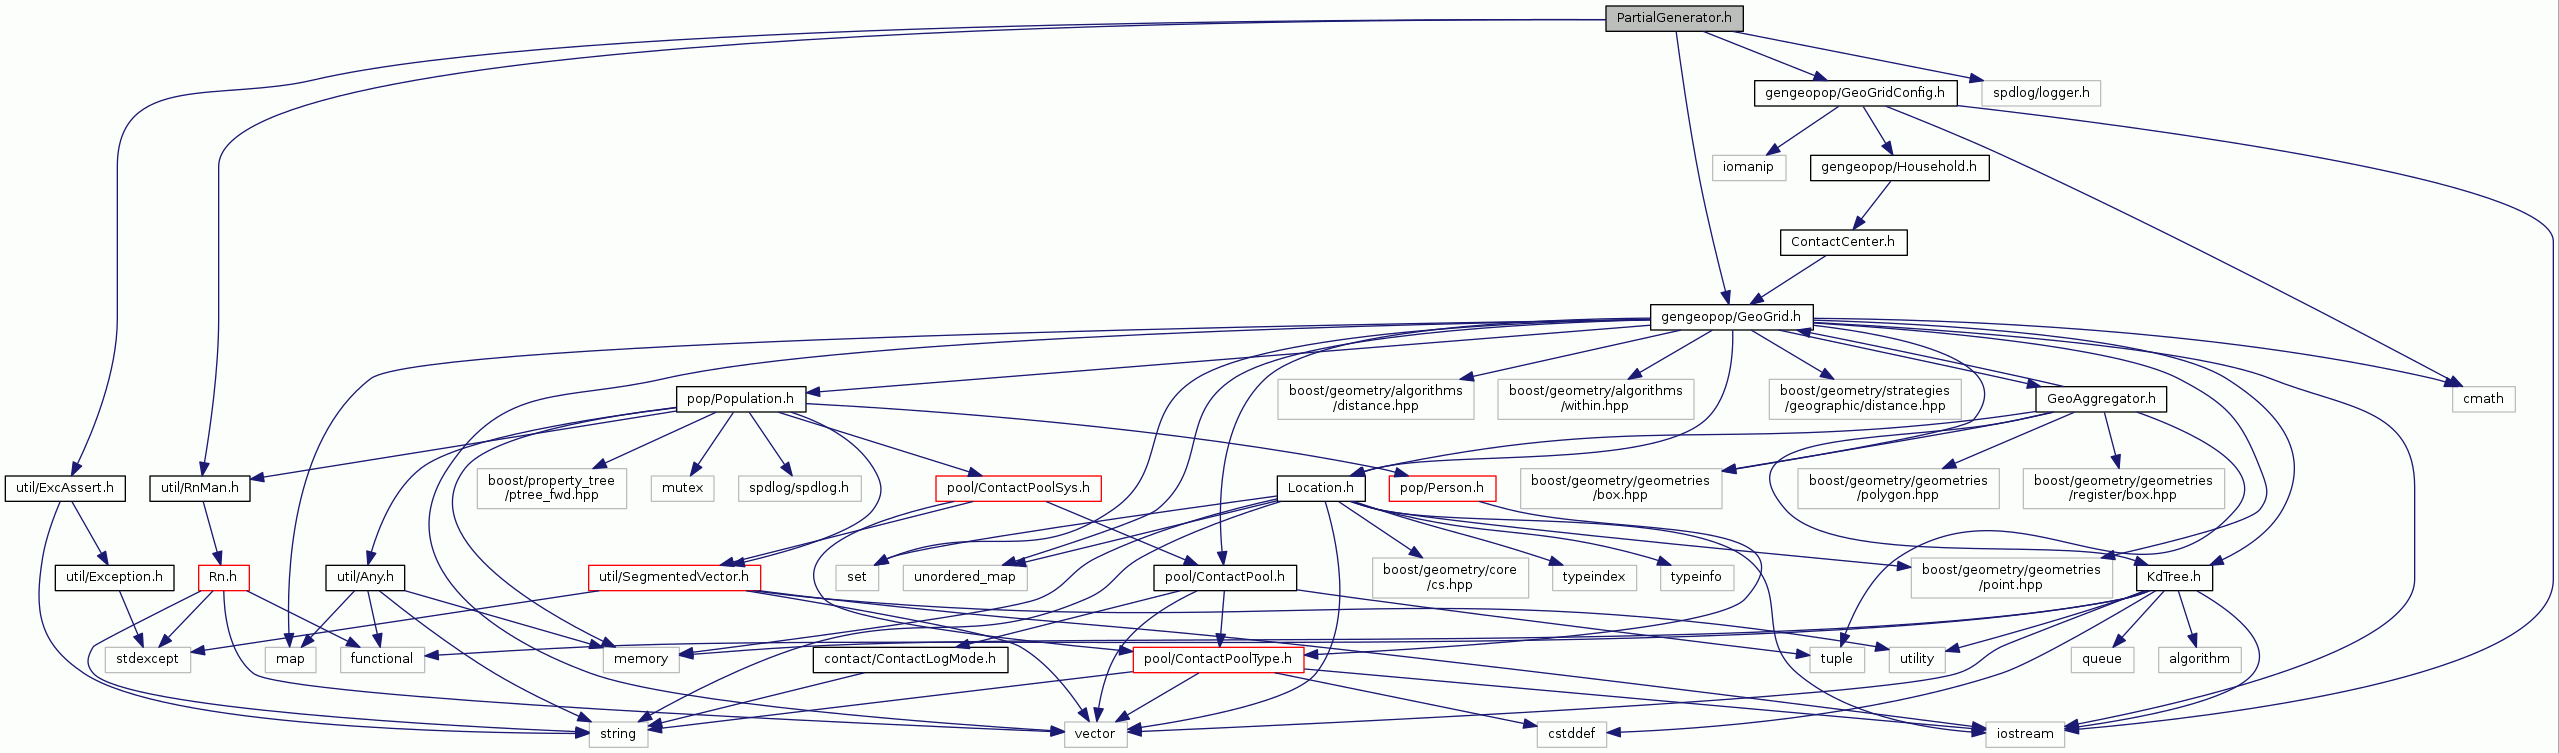 PartialGenerator.h
gengeopop/GeoGridConfig.h
spdlog/logger.h
iomanip
gengeopop/Household.h
ContactCenter.h
gengeopop/GeoGrid.h
pop/Population.h
boost/geometry/algorithms
/distance.hpp
boost/geometry/algorithms
/within.hpp
boost/geometry/strategies
/geographic/distance.hpp
GeoAggregator.h
cmath
util/ExcAssert.h
util/RnMan.h
boost/property_tree
/ptree_fwd.hpp
mutex
spdlog/spdlog.h
pool/ContactPoolSys.h
Location.h
pop/Person.h
boost/geometry/geometries
/box.hpp
boost/geometry/geometries
/polygon.hpp
boost/geometry/geometries
/register/box.hpp
util/Exception.h
Rn.h
util/Any.h
util/SegmentedVector.h
set
unordered_map
pool/ContactPool.h
boost/geometry/core
/cs.hpp
typeindex
typeinfo
boost/geometry/geometries
/point.hpp
KdTree.h
stdexcept
map
functional
memory
contact/ContactLogMode.h
pool/ContactPoolType.h
tuple
utility
queue
algorithm
string
vector
cstddef
iostream